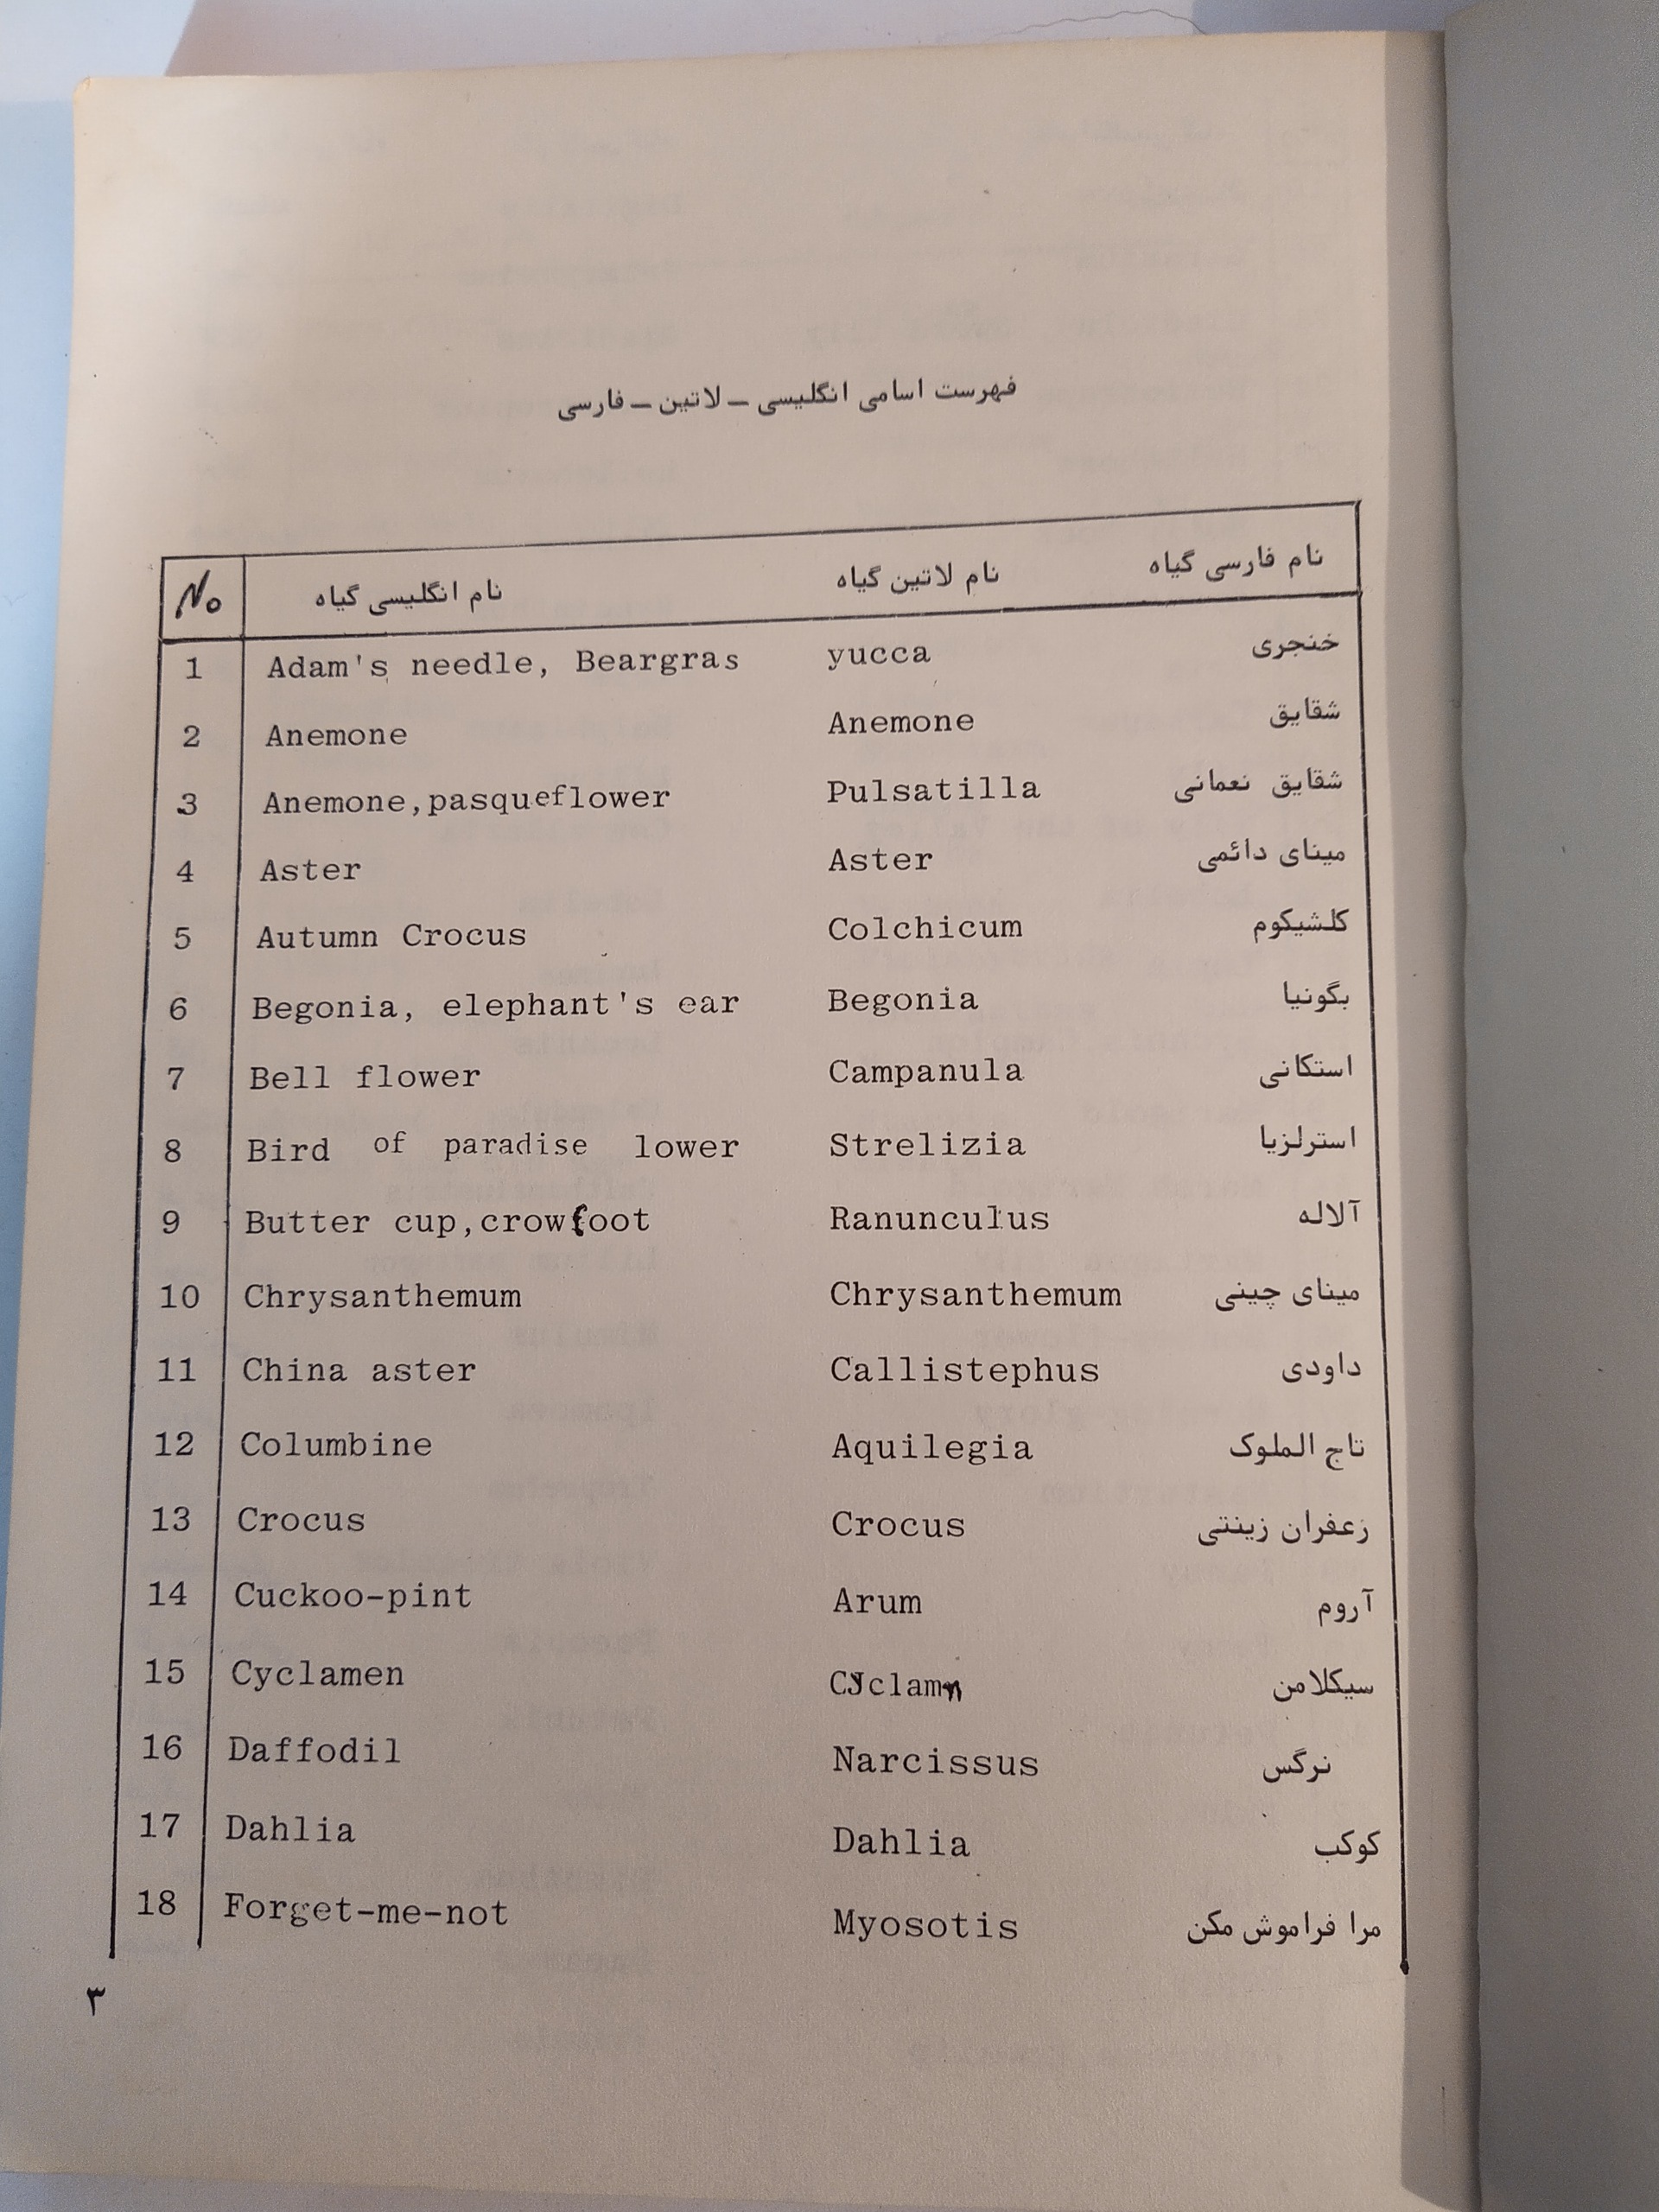 فهرست اسامی انگلیسی - لاتین - فارسی
No نام انگلیسی گیاه نام لاتین گیاه نام فارسی گیاه
1 Adam's needle, Beargras yucca خنجری
2 Anemone Anemone شقایق
3 Anemone,pasqueflower Pulsatilla شقایق نعمانی
4 Aster Aster مینای دائمی
5 Autumn Crocus Colchicum کلشیکوم
6 Begonia, elephant's ear Begonia بگونیا
7 Bell flower Campanula استکانی
8 Bird of paradise lower Strelizia استرلزیا
9 Butter cup,crowfoot Ranunculus آلاله
10 Chrysanthemum Chrysanthemum مینای چینی
11 China aster Callistephus داودی
12 Columbine Aquilegia تاج الملوک
13 Crocus Crocus زعفران زینتی
14 Cuckoo-pint Arum آروم
15 Cyclamen سیکلامن
16 Daffodil Narcissus نرگس
17 Dahlia Dahlia کوکب
18 Forget-me-not Myosotis مرا فراموش مکن
۳